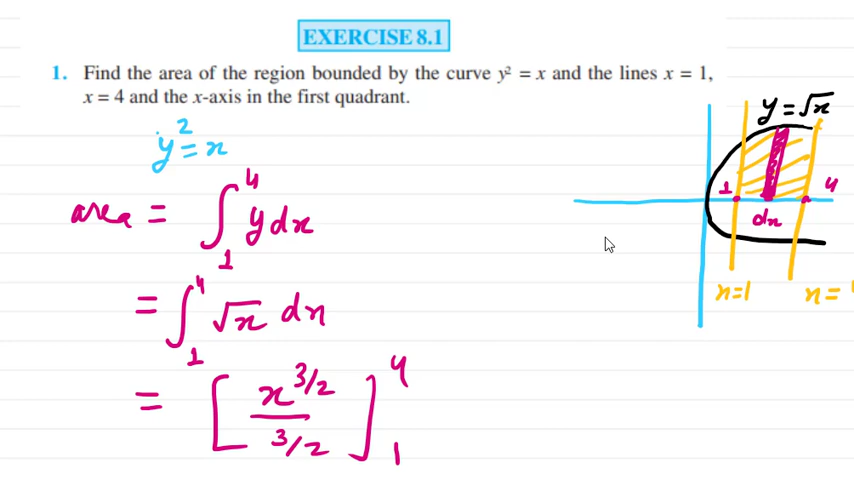 EXERCISE 8.1
1. Find the area of the region bounded by the curve y² = x and the lines x = 1,
x = 4 and the x-axis in the first quadrant.
y² = x
y = √x
area = ∫₁⁴ y dx
1 4
dx
= ∫₁⁴ √x dx
x=1 x=
= [x^3/2 / 3/2]₁⁴